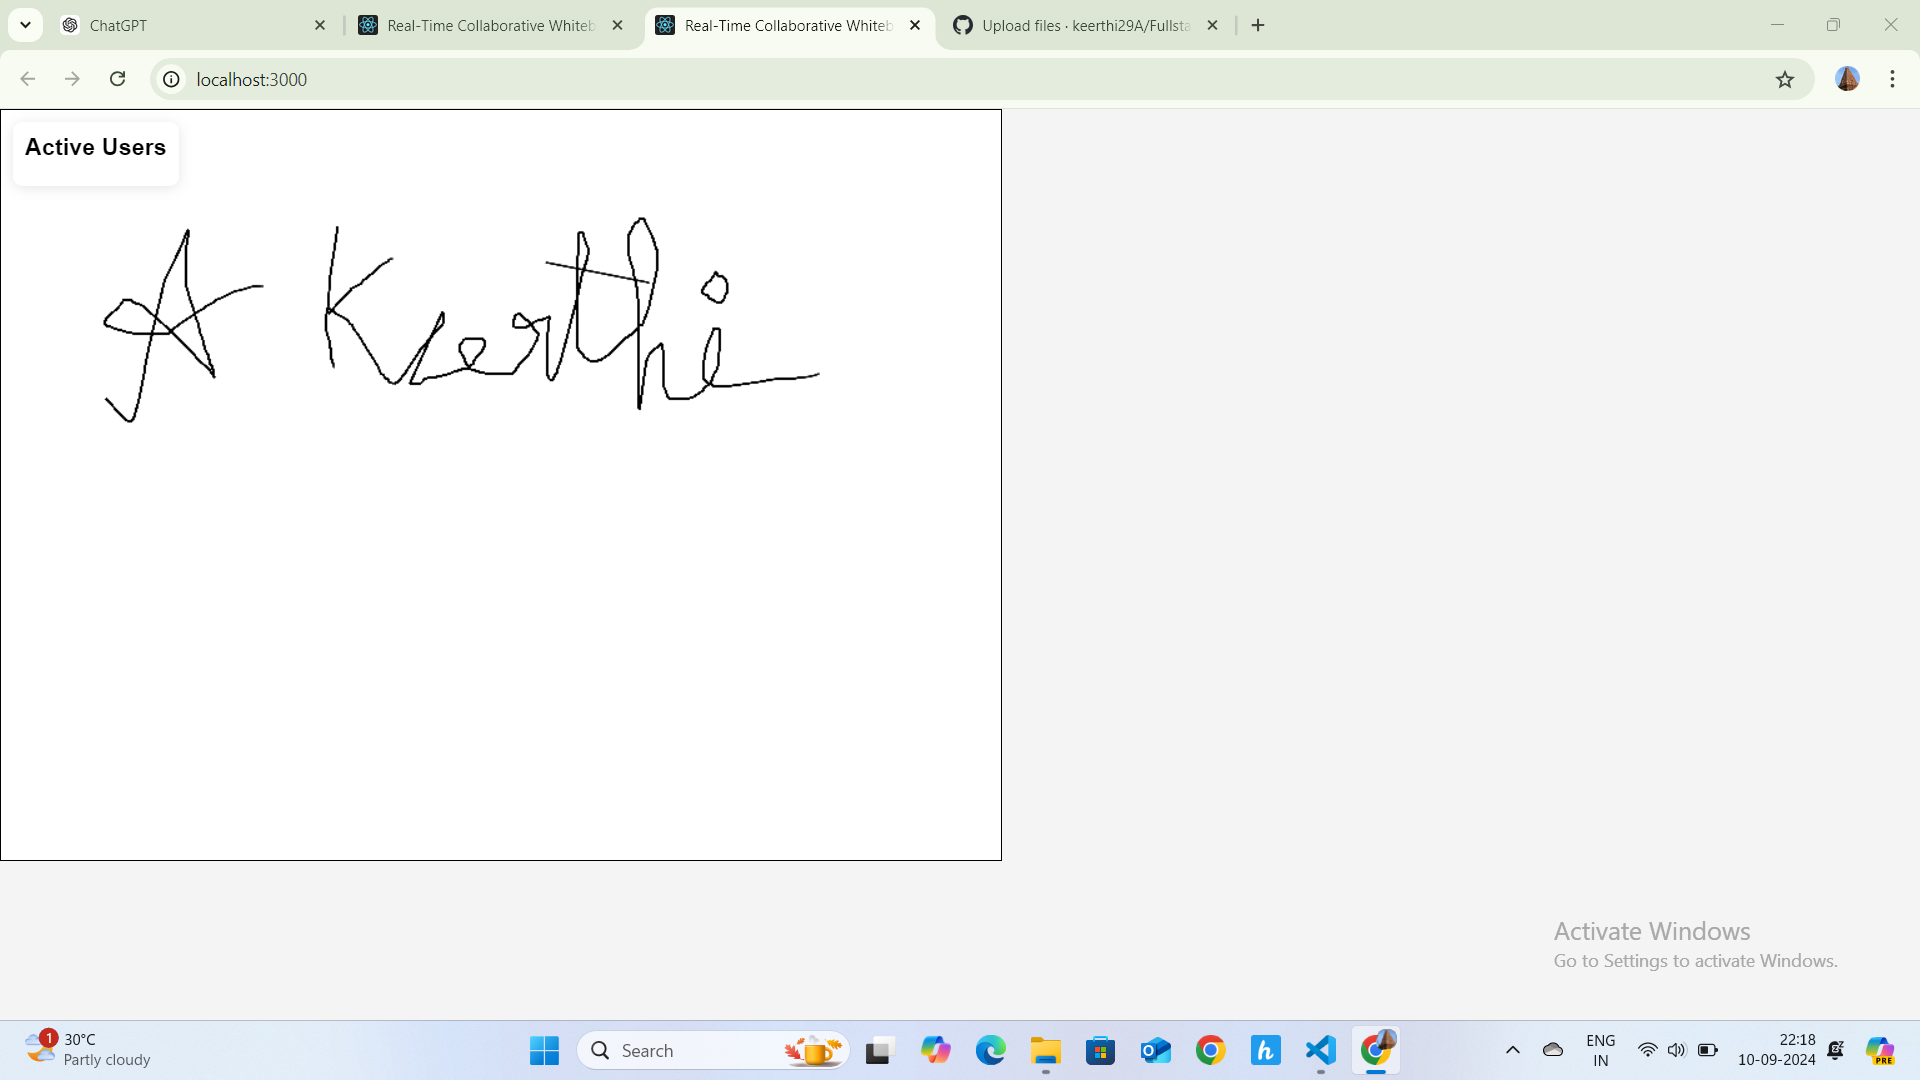 ChatGPT
Real-Time Collaborative Whiteb
Real-Time Collaborative Whiteb
Upload files · keerthi29A/Fullsta
localhost:3000
Active Users
A Keerthi
Activate Windows
Go to Settings to activate Windows.
1
30°C
Partly cloudy
Search
h
ENG
IN
22:18
10-09-2024
PRE